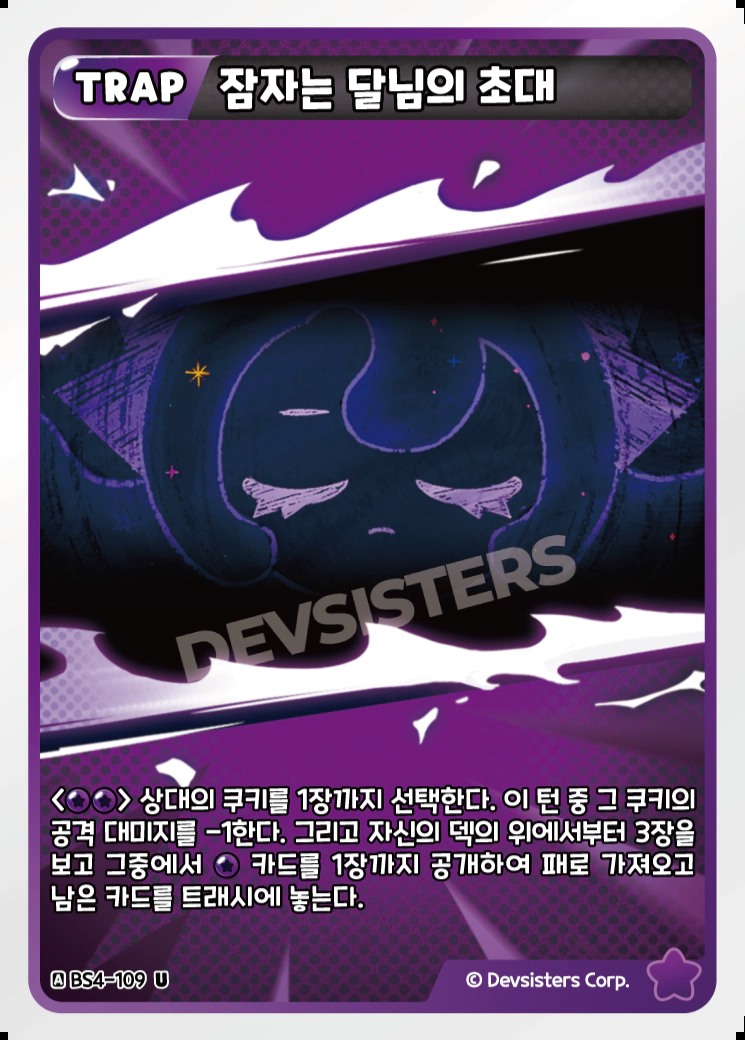 TRAP 잠자는 달님의 초대
DEVSISTERS
<★★> 상대의 쿠키를 1장까지 선택한다. 이 턴 중 그 쿠키의
공격 대미지를 -1한다. 그리고 자신의 덱의 위에서부터 3장을
보고 그중에서 ★ 카드를 1장까지 공개하여 패로 가져오고
남은 카드를 트래시에 놓는다.
A BS4-109 U
© Devsisters Corp.